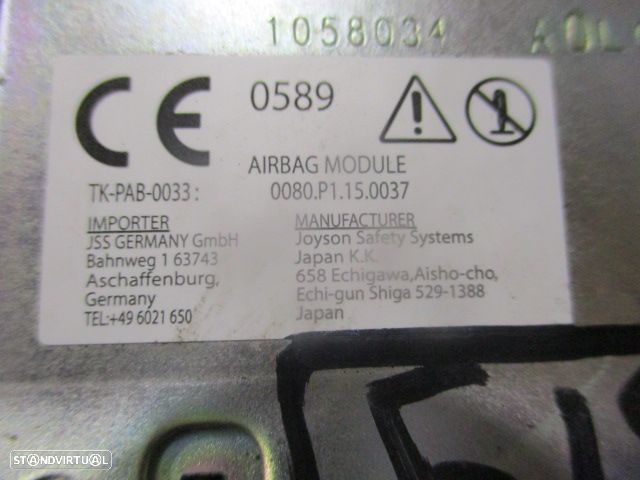 1058034
CE
0589
AIRBAG MODULE
TK-PAB-0033 :
0080.P1.15.0037
IMPORTER
JSS GERMANY GmbH
Bahnweg 1 63743
Aschaffenburg,
Germany
TEL:+49 6021 650
MANUFACTURER
Joyson Safety Systems
Japan K.K.
658 Echigawa,Aisho-cho,
Echi-gun Shiga 529-1388
Japan
STANDVIRTUAL